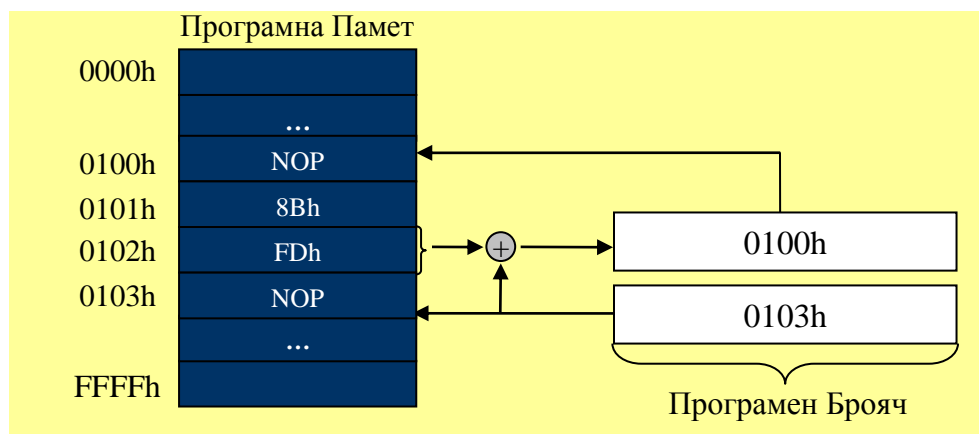 Програмна Памет
0000h
...
0100h NOP
0101h 8Bh
0102h FDh + 0100h
0103h NOP 0103h
...
FFFFh
Програмен Брояч